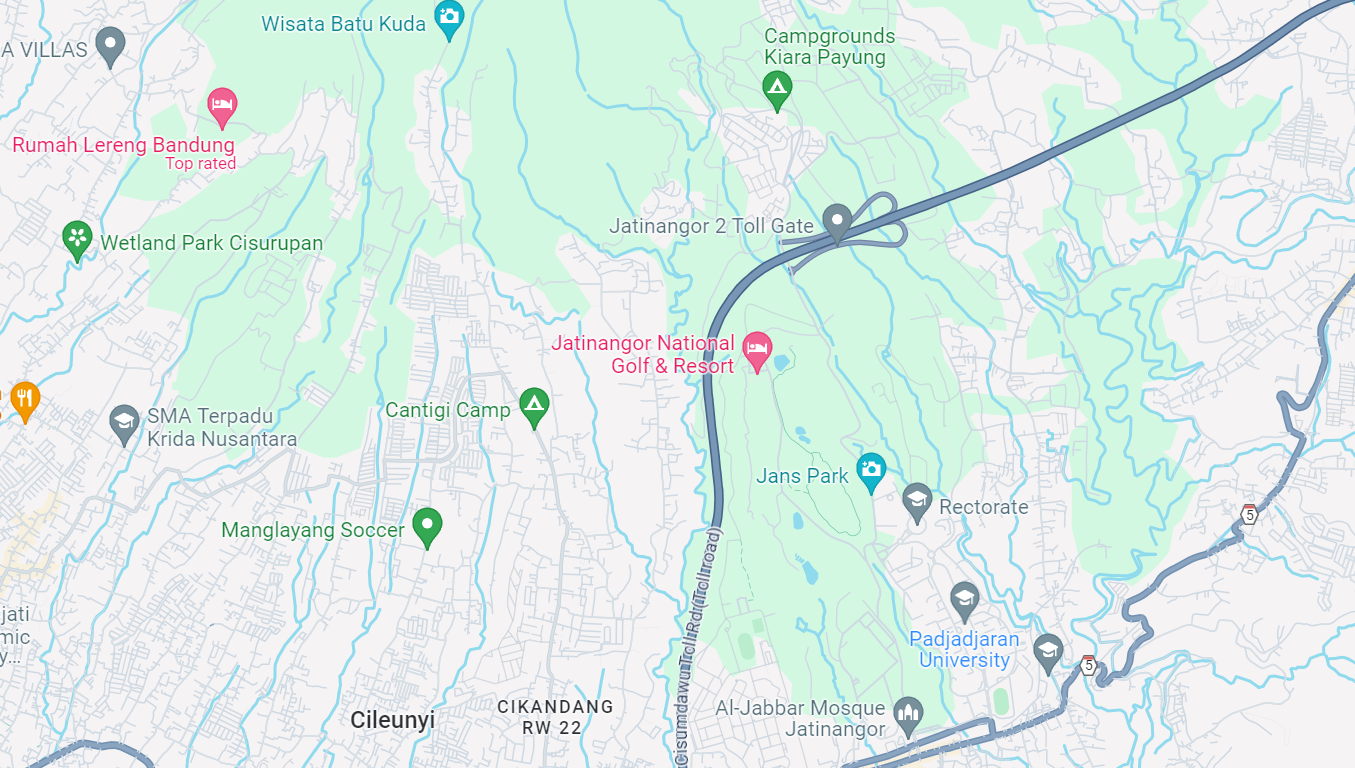 Wisata Batu Kuda
A VILLAS
Campgrounds
Kiara Payung
Rumah Lereng Bandung
Top rated
Jatinangor 2 Toll Gate
Wetland Park Cisurupan
Jatinangor National
Golf & Resort
Cantigi Camp
SMA Terpadu
Krida Nusantara
Jans Park
Rectorate
5
Manglayang Soccer
Cisumdawu Toll Rd (Toll road)
jati
mic
y...
Padjadjaran
University
5
Al-Jabbar Mosque
Jatinangor
CIKANDANG
RW 22
Cileunyi